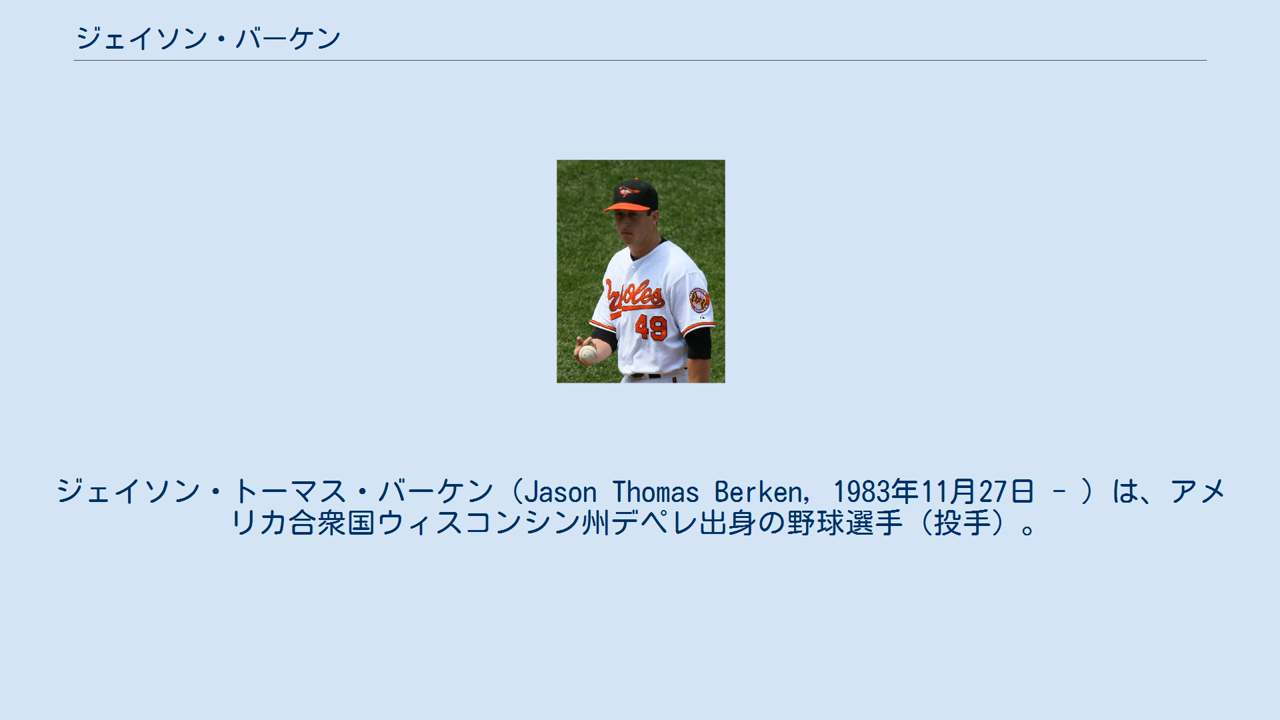 ジェイソン・バーケン
Orioles
49
ジェイソン・トーマス・バーケン（Jason Thomas Berken, 1983年11月27日 - ）は、アメ
リカ合衆国ウィスコンシン州デペレ出身の野球選手（投手）。